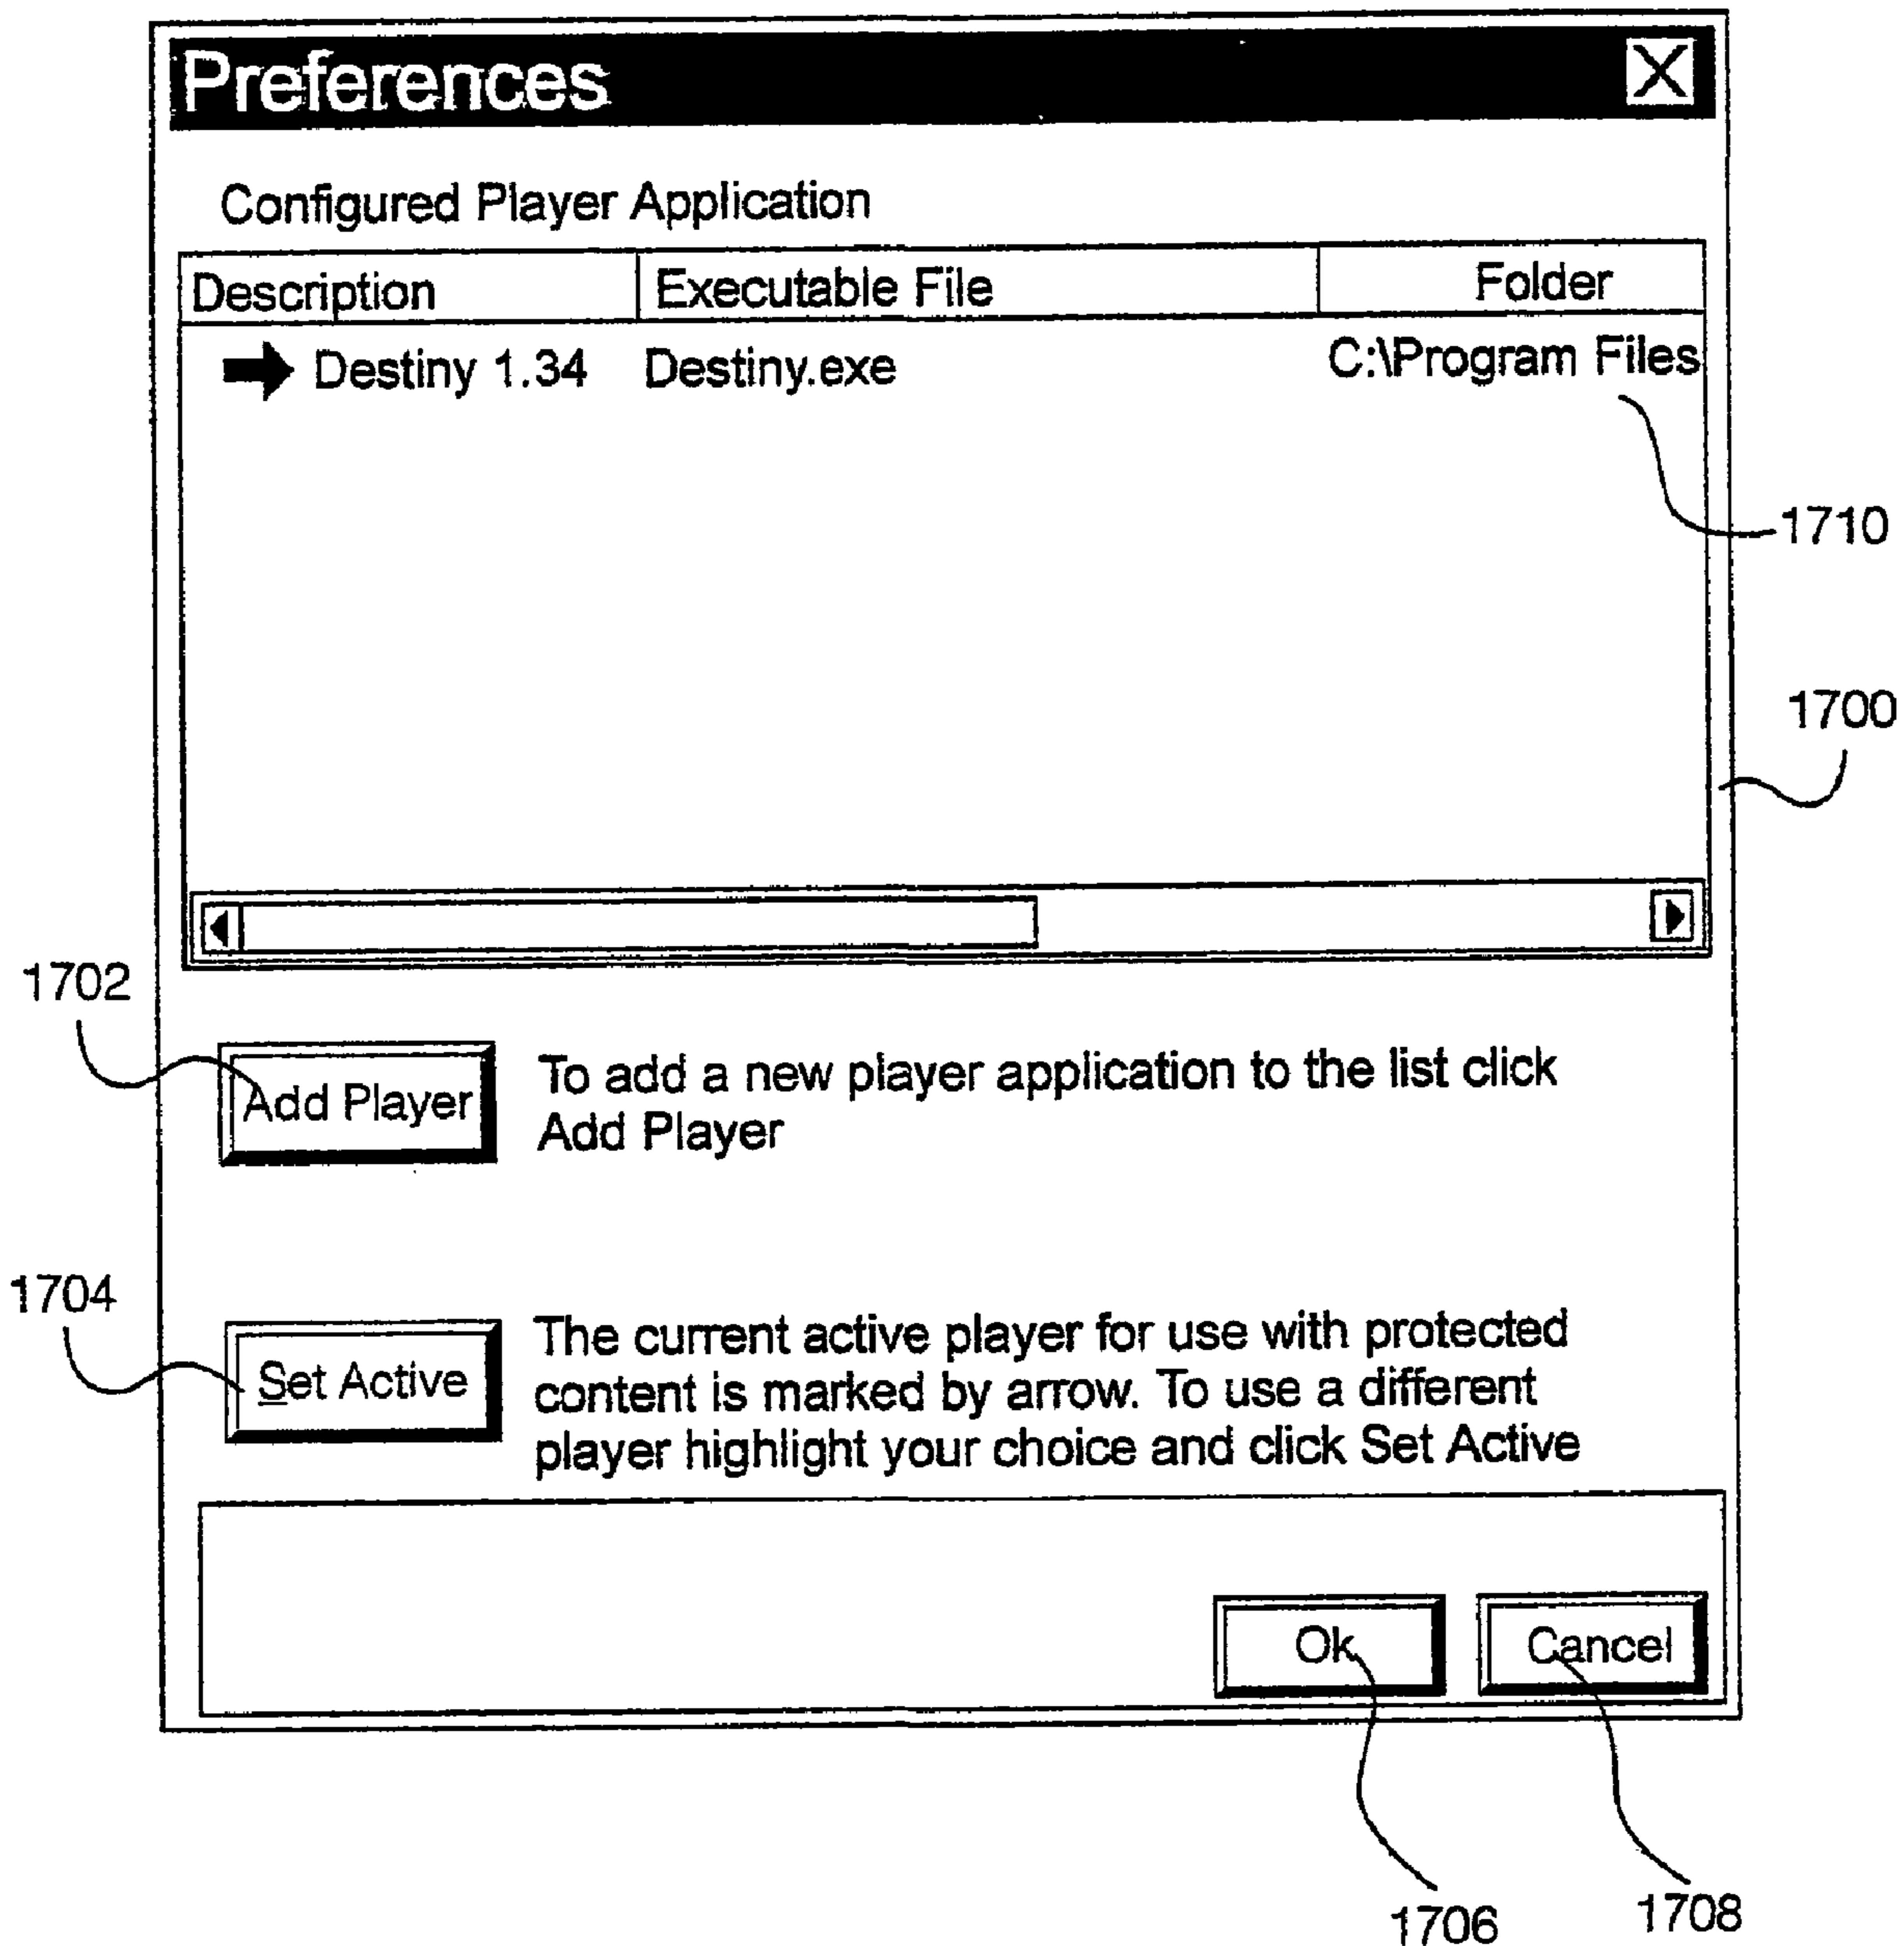 Preferences
Configured Player Application
Description Executable File Folder
Destiny 1.34 Destiny.exe C:\Program Files
1710
1700
1702
Add Player
To add a new player application to the list click
Add Player
1704
Set Active
The current active player for use with protected
content is marked by arrow. To use a different
player highlight your choice and click Set Active
Ok Cancel
1706 1708